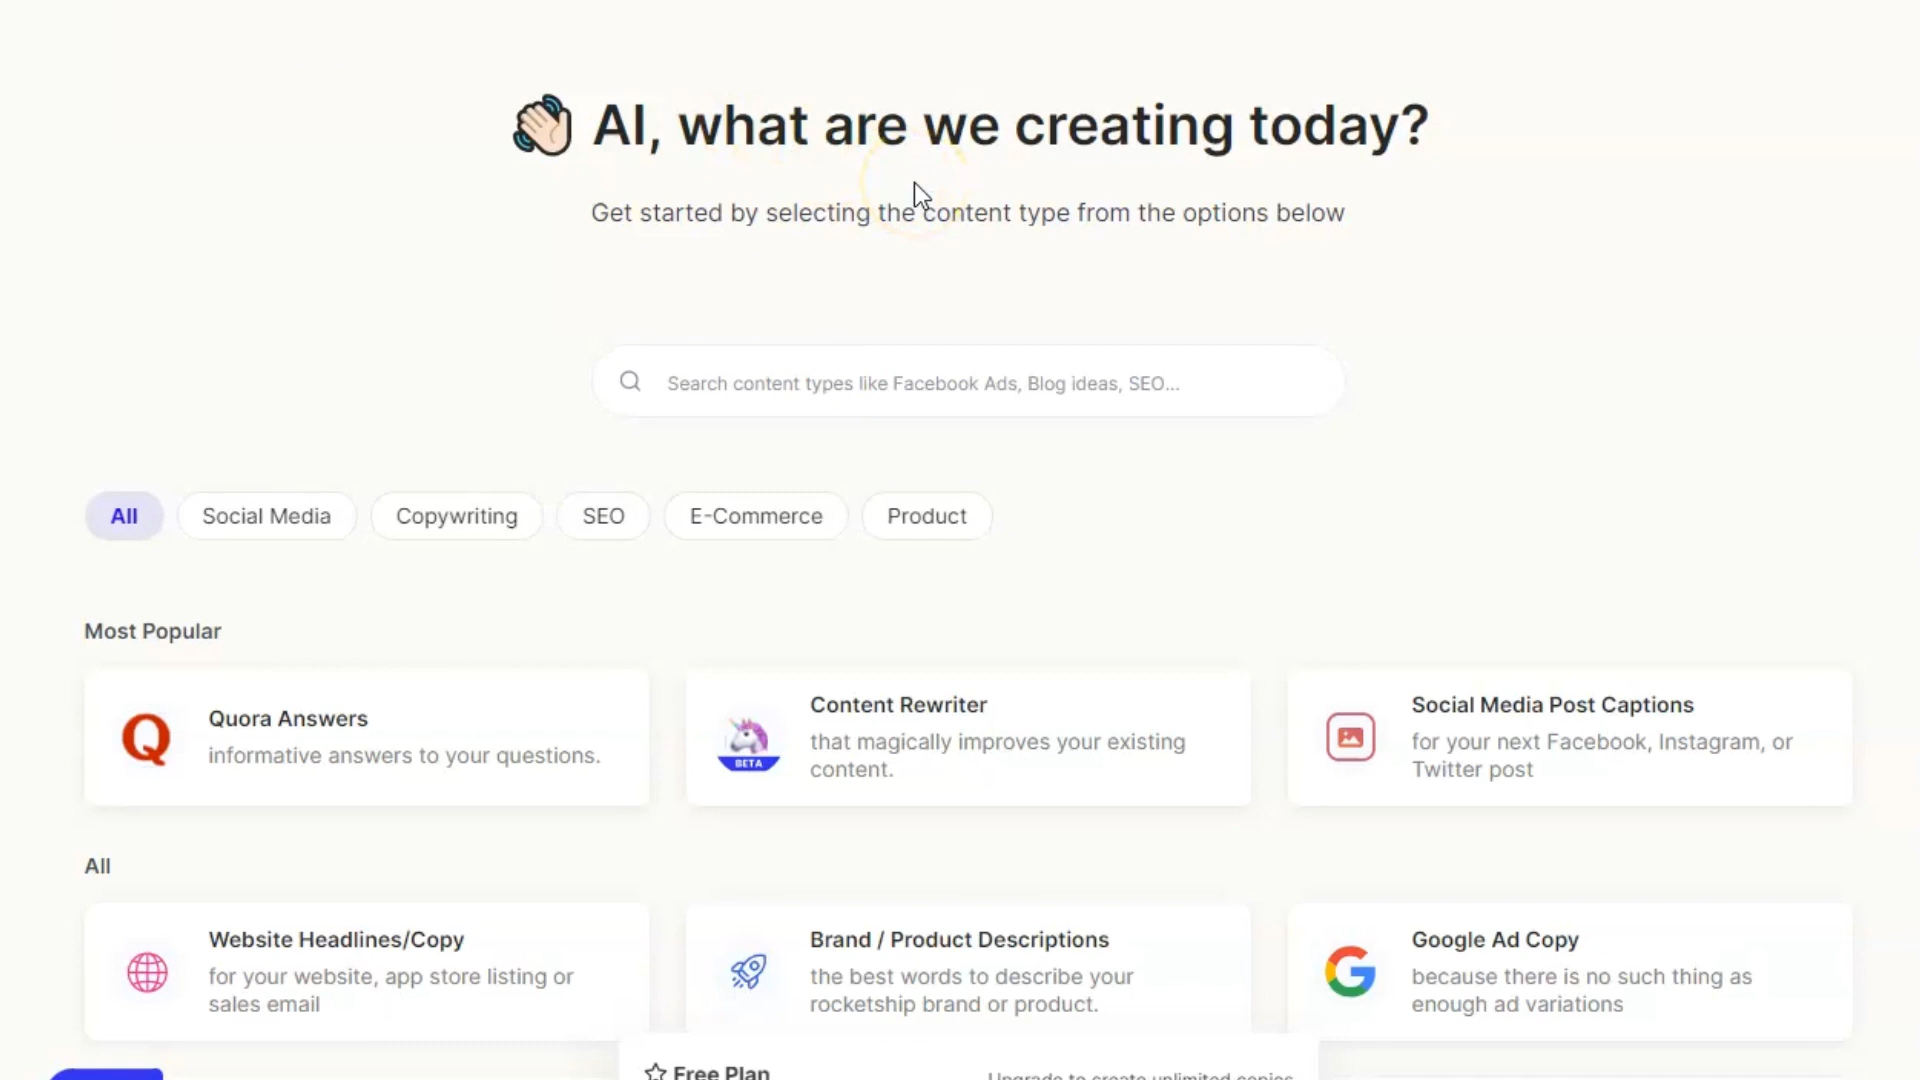 AI, what are we creating today?
Get started by selecting the content type from the options below
Search content types like Facebook Ads, Blog ideas, SEO...
All
Social Media
Copywriting
SEO
E-Commerce
Product
Most Popular
Quora Answers
informative answers to your questions.
BETA
Content Rewriter
that magically improves your existing
content.
Social Media Post Captions
for your next Facebook, Instagram, or
Twitter post
All
Website Headlines/Copy
for your website, app store listing or
sales email
Brand / Product Descriptions
the best words to describe your
rocketship brand or product.
Google Ad Copy
because there is no such thing as
enough ad variations
Free Plan
Upgrade to create unlimited copies